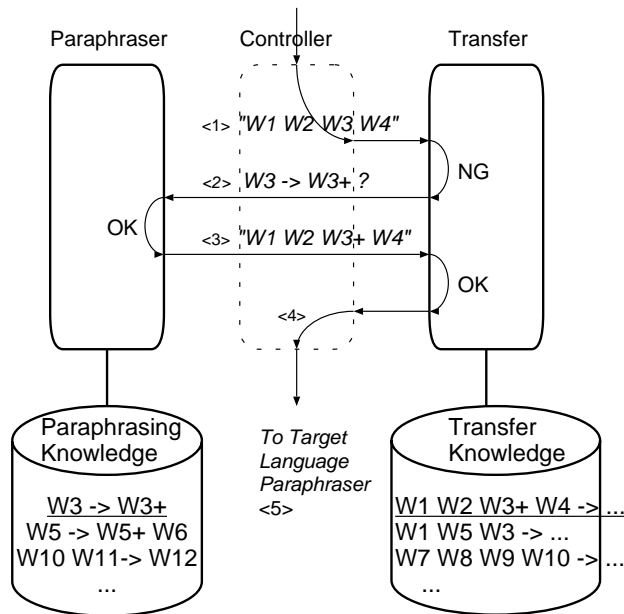 Paraphraser Controller Transfer
<1> "W1 W2 W3 W4"
NG
<2> W3 -> W3+ ?
OK
<3> "W1 W2 W3+ W4"
OK
<4>
To Target
Language
Paraphraser
<5>
Paraphrasing
Knowledge
W3 -> W3+
W5 -> W5+ W6
W10 W11-> W12
...
Transfer
Knowledge
W1 W2 W3+ W4 -> ...
W1 W5 W3 -> ...
W7 W8 W9 W10 -> ...
...